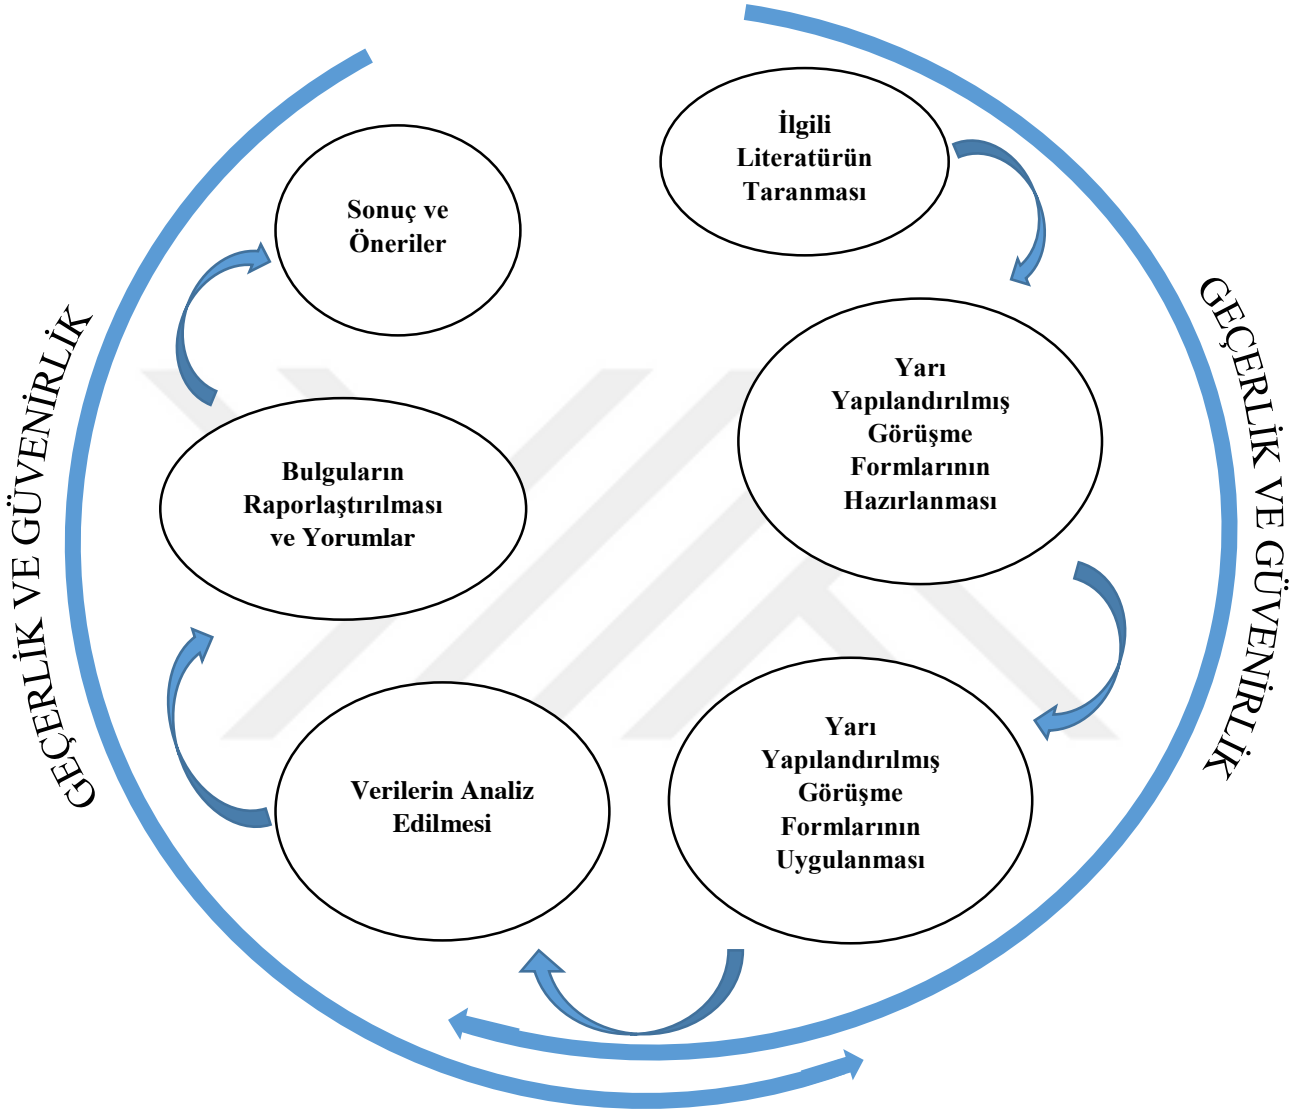 İlgili
Literatürün
Taranması
Yarı
Yapılandırılmış
Görüşme
Formlarının
Hazırlanması
Yarı
Yapılandırılmış
Görüşme
Formlarının
Uygulanması
Verilerin Analiz
Edilmesi
Bulguların
Raporlaştırılması
ve Yorumlar
Sonuç ve
Öneriler
GEÇERLİK VE GÜVENİRLİK
GEÇERLİK VE GÜVENİRLİK